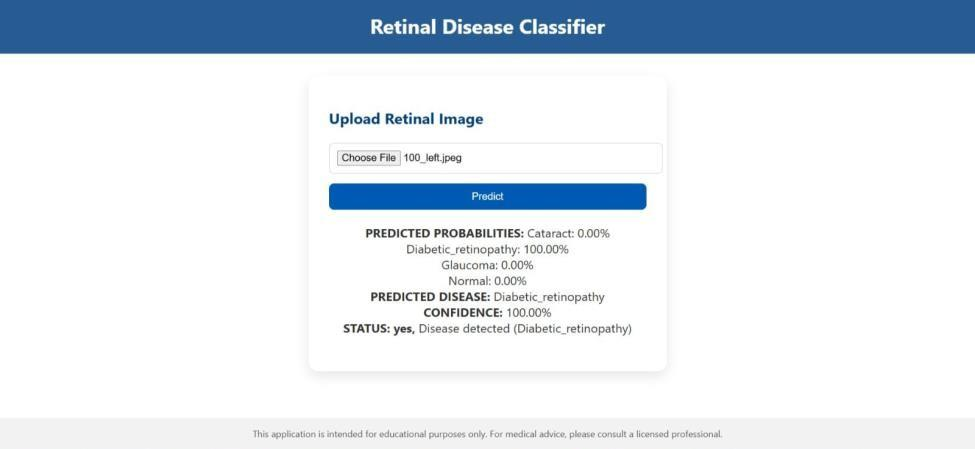 Retinal Disease Classifier
Upload Retinal Image
Choose File 100_left.jpeg
Predict
PREDICTED PROBABILITIES: Cataract: 0.00%
Diabetic_retinopathy: 100.00%
Glaucoma: 0.00%
Normal: 0.00%
PREDICTED DISEASE: Diabetic_retinopathy
CONFIDENCE: 100.00%
STATUS: yes, Disease detected (Diabetic_retinopathy)
This application is intended for educational purposes only. For medical advice, please consult a licensed professional.